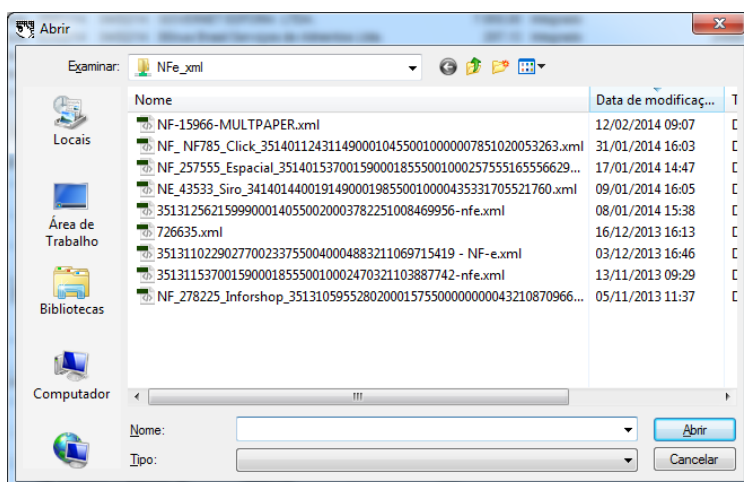 Abrir
Examinar: NFe_xml
Nome Data de modificaç... T
NF-15966-MULTPAPER.xml 12/02/2014 09:07 D
NF_ NF785_Click_35140112431149000104550010000007851020053263.xml 31/01/2014 16:03 D
NF_257555_Espacial_3514015370015900018555001000257555165556629... 17/01/2014 14:47 D
NE_43533_Siro_34140144001914900019855001000043533170552176​0.xml 09/01/2014 16:05 D
35131256215999000140550020003782251008469956-nfe.xml 08/01/2014 15:38 D
726635.xml 16/12/2013 16:13 D
35131102290277002337550040004883211069715419 - NF-e.xml 03/12/2013 16:46 D
35131153700159000185550010002470321103887742-nfe.xml 13/11/2013 09:29 D
NF_278225_Inforshop_35131059552802000157550000000043210870966... 05/11/2013 11:37 D
Locais
Área de
Trabalho
Bibliotecas
Computador
Nome: Abrir
Tipo: Cancelar